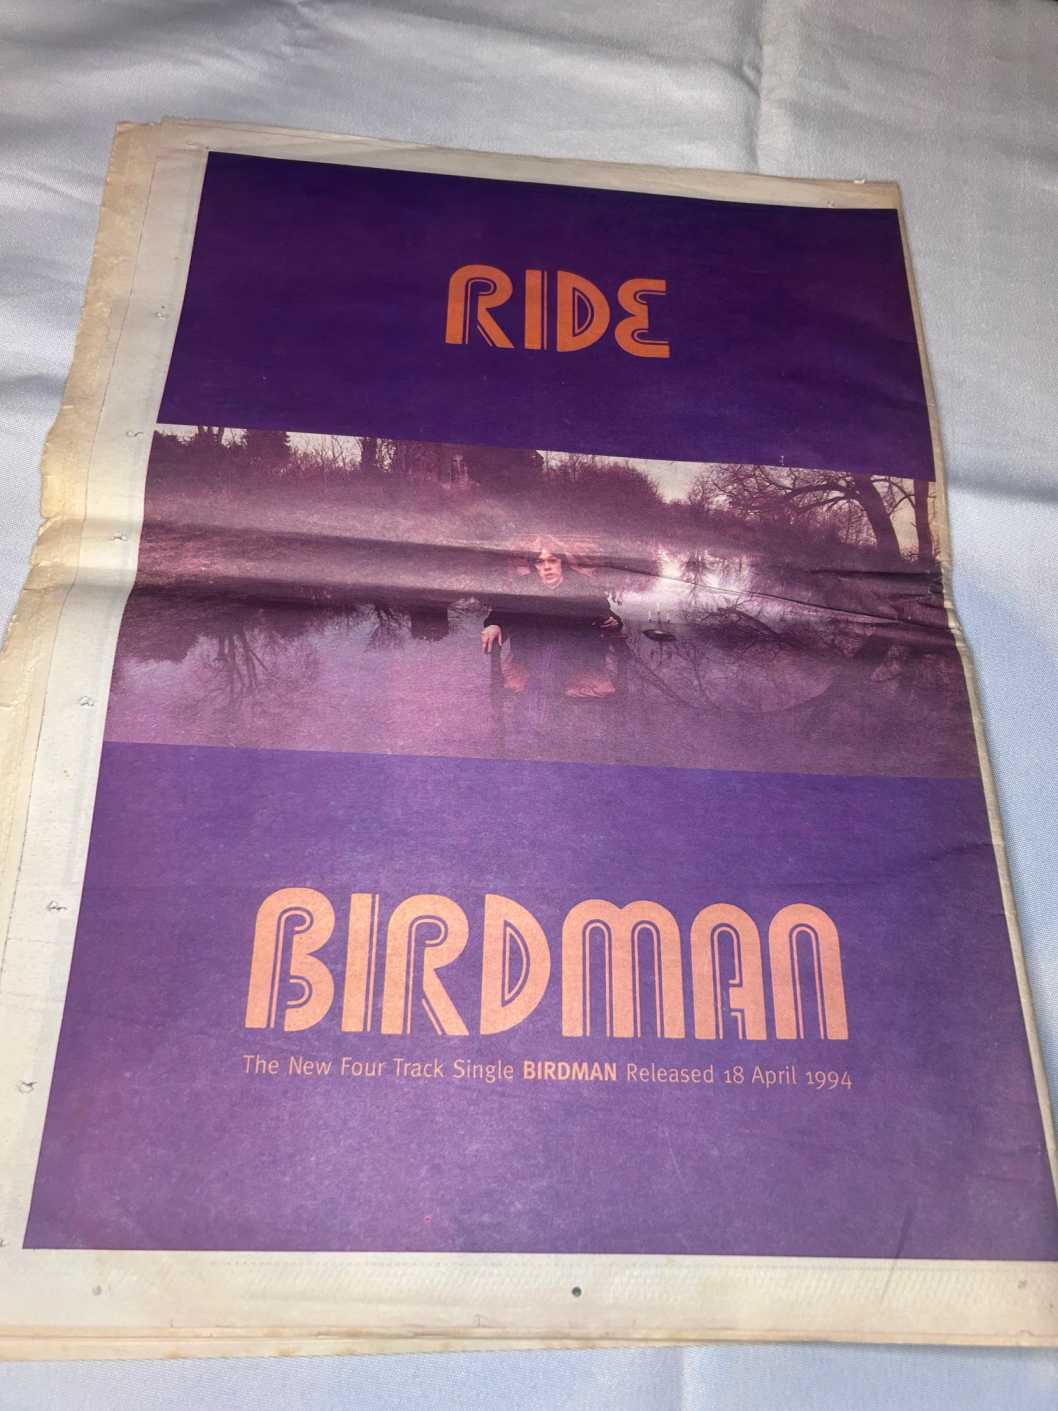 RIDE
BIRDMAN
The New Four Track Single BIRDMAN Released 18 April 1994